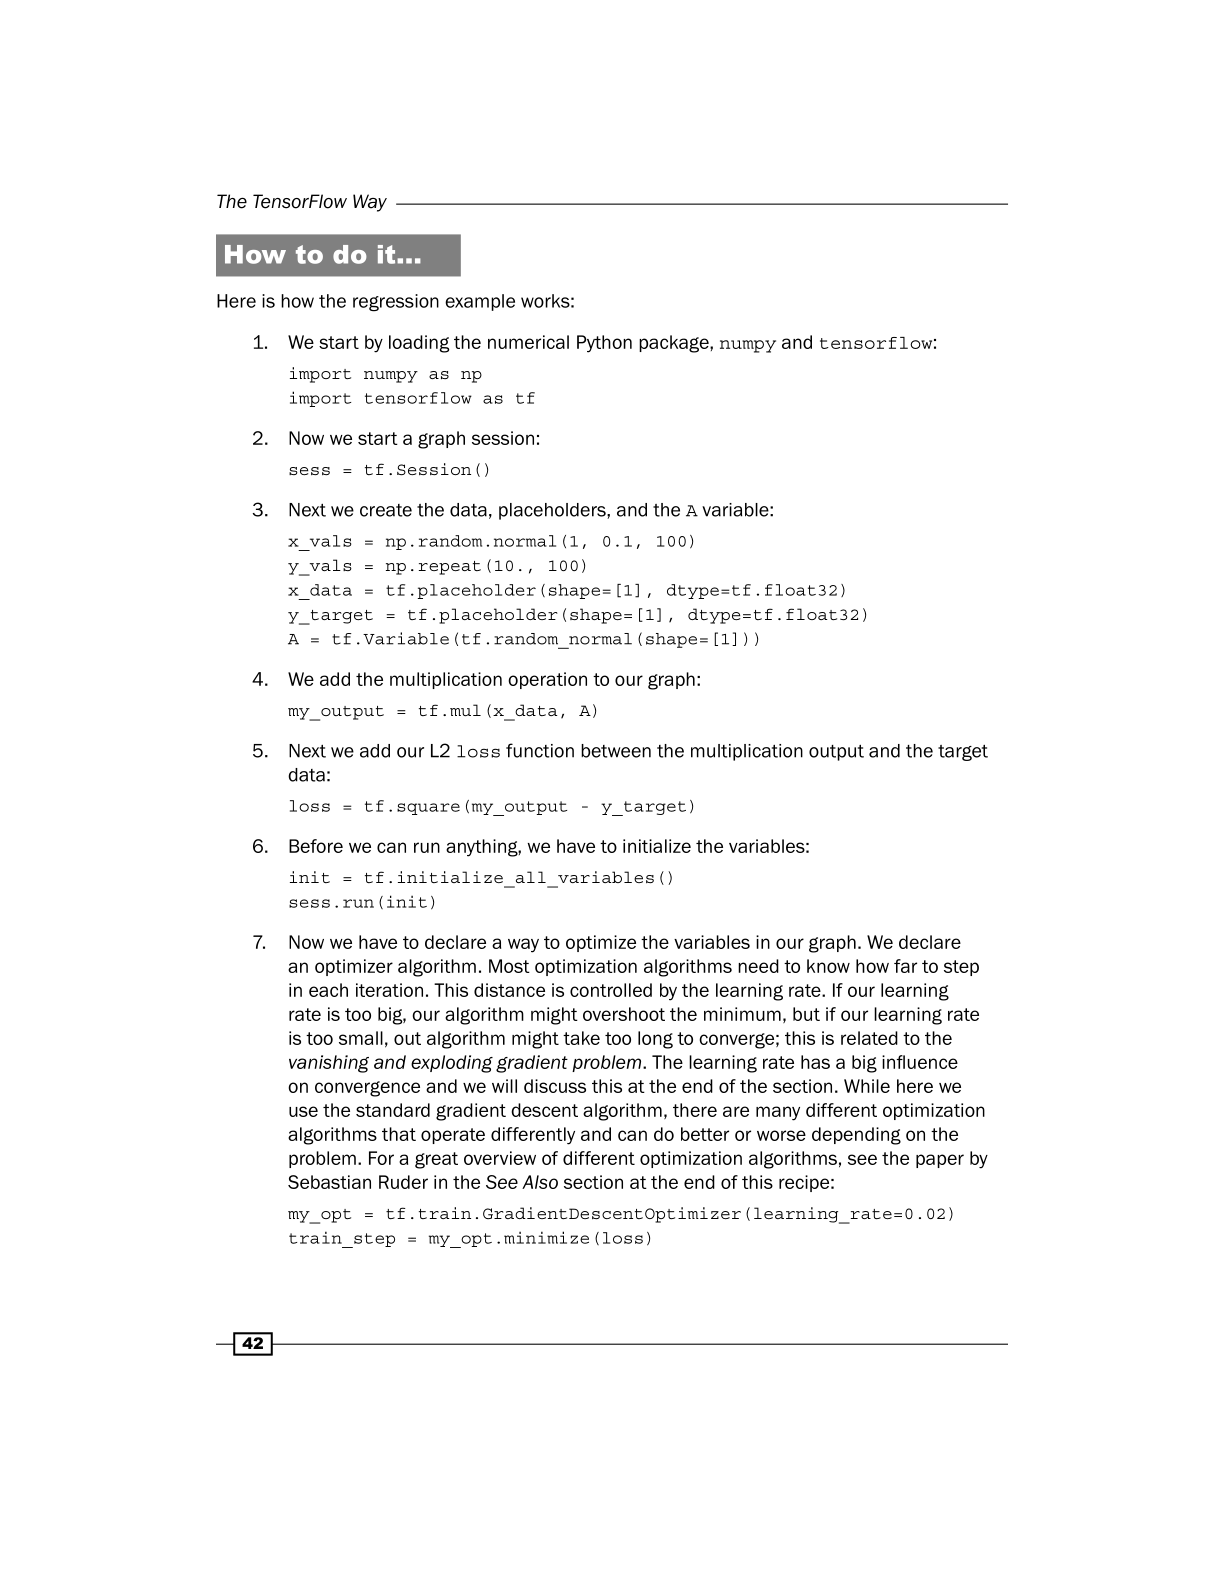 The TensorFlow Way
How to do it…
Here is how the regression example works:
1. We start by loading the numerical Python package, numpy and tensorflow:
import numpy as np
import tensorflow as tf
2. Now we start a graph session:
sess = tf.Session()
3. Next we create the data, placeholders, and the A variable:
x_vals = np.random.normal(1, 0.1, 100)
y_vals = np.repeat(10., 100)
x_data = tf.placeholder(shape=[1], dtype=tf.float32)
y_target = tf.placeholder(shape=[1], dtype=tf.float32)
A = tf.Variable(tf.random_normal(shape=[1]))
4. We add the multiplication operation to our graph:
my_output = tf.mul(x_data, A)
5. Next we add our L2 loss function between the multiplication output and the target
data:
loss = tf.square(my_output - y_target)
6. Before we can run anything, we have to initialize the variables:
init = tf.initialize_all_variables()
sess.run(init)
7. Now we have to declare a way to optimize the variables in our graph. We declare
an optimizer algorithm. Most optimization algorithms need to know how far to step
in each iteration. This distance is controlled by the learning rate. If our learning
rate is too big, our algorithm might overshoot the minimum, but if our learning rate
is too small, out algorithm might take too long to converge; this is related to the
vanishing and exploding gradient problem. The learning rate has a big influence
on convergence and we will discuss this at the end of the section. While here we
use the standard gradient descent algorithm, there are many different optimization
algorithms that operate differently and can do better or worse depending on the
problem. For a great overview of different optimization algorithms, see the paper by
Sebastian Ruder in the See Also section at the end of this recipe:
my_opt = tf.train.GradientDescentOptimizer(learning_rate=0.02)
train_step = my_opt.minimize(loss)
42